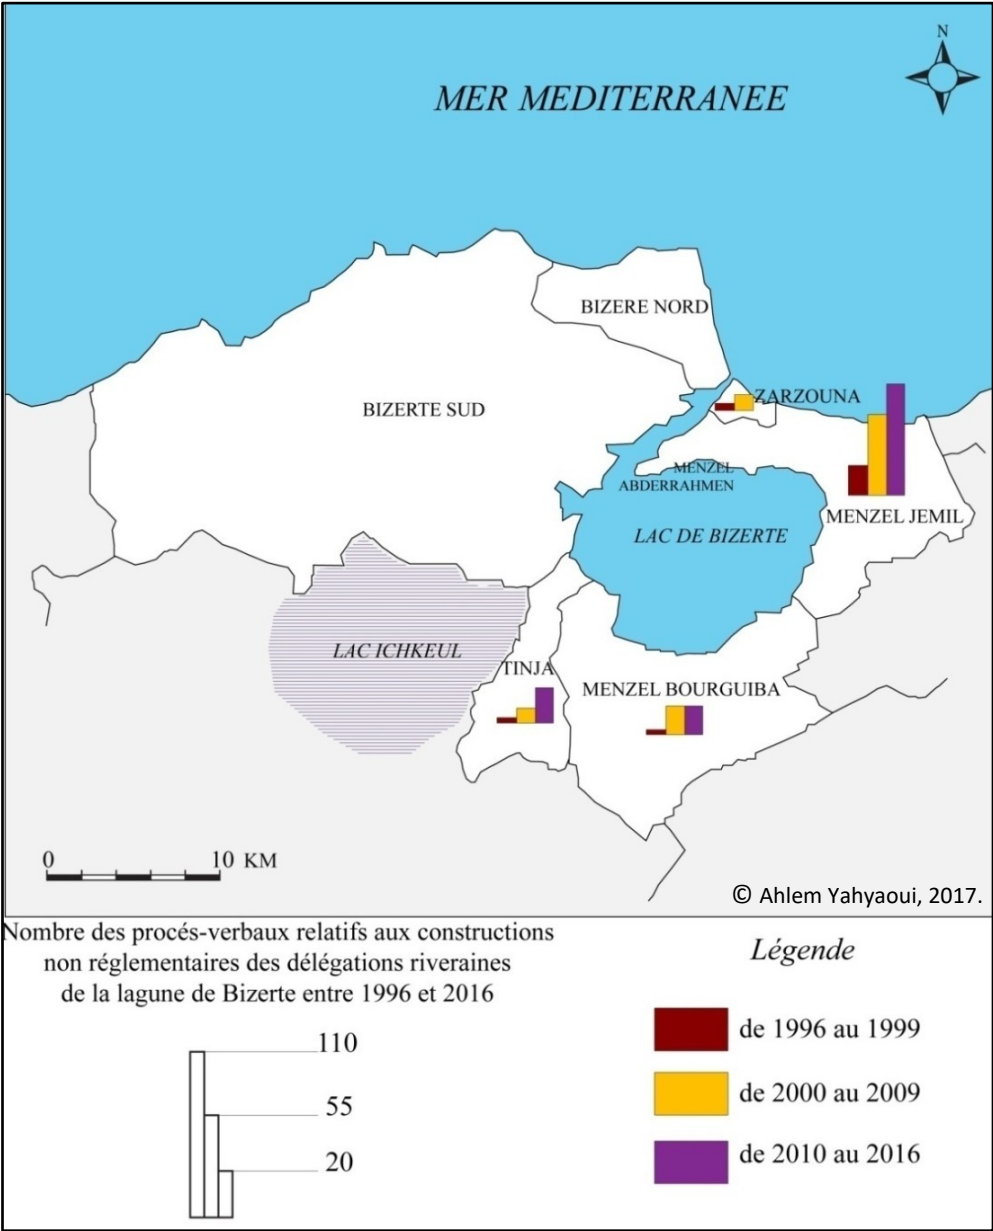 N
MER MEDITERRANEE
BIZERE NORD
ZARZOUNA
BIZERTE SUD
MENZEL
ABDERRAHMEN
MENZEL JEMIL
LAC DE BIZERTE
LAC ICHKEUL
TINJA
MENZEL BOURGUIBA
0 10 KM
© Ahlem Yahyaoui, 2017.
Nombre des procés-verbaux relatifs aux constructions
non réglementaires des délégations riveraines
de la lagune de Bizerte entre 1996 et 2016
110
55
20
Légende
de 1996 au 1999
de 2000 au 2009
de 2010 au 2016